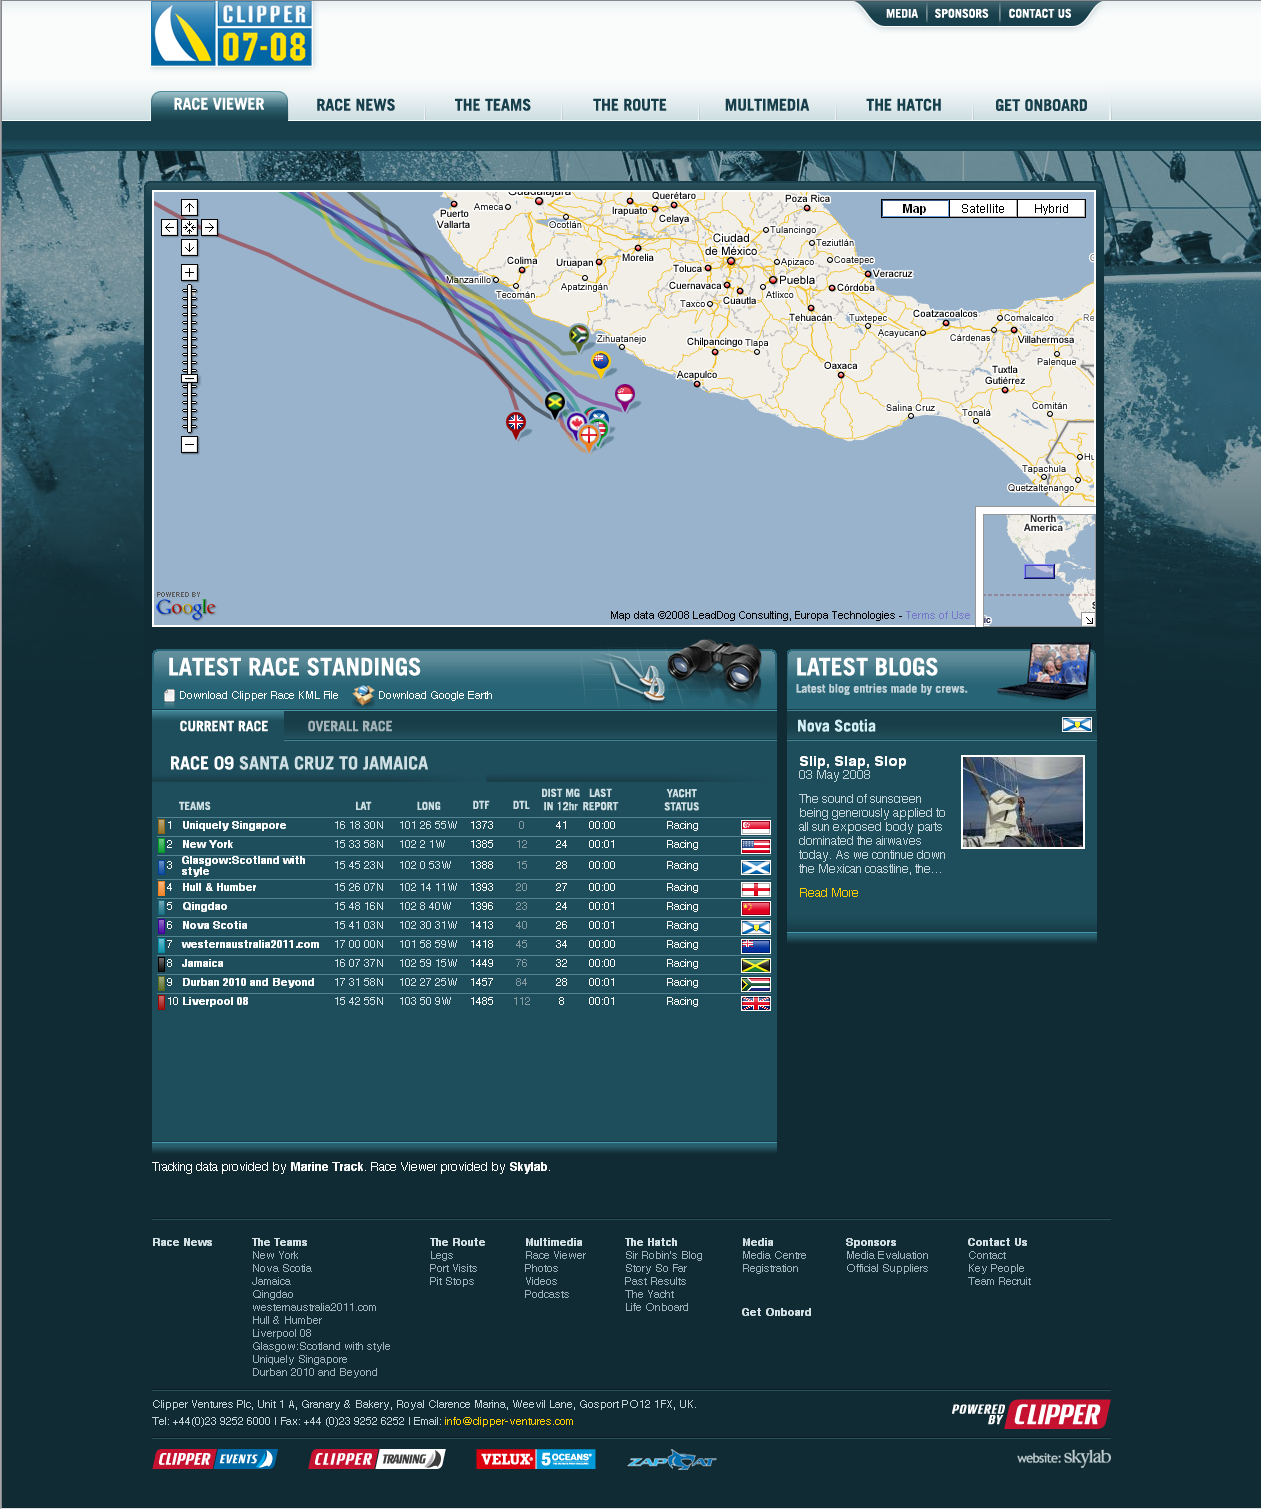 CLIPPER
07-08
MEDIA SPONSORS CONTACT US
RACE VIEWER RACE NEWS THE TEAMS THE ROUTE MULTIMEDIA THE HATCH GET ONBOARD
Map Satellite Hybrid
Guadalajara
Querétaro
Poza Rica
Puerto
Vallarta
Ameca
Irapuato
Celaya
Ocotlán
Tulancingo
Ciudad
de México
Teziutlán
Colima
Uruapan
Morelia
Toluca
Apizaco
Coatepec
Manzanillo
Apatzingan
Cuernavaca
Puebla
Veracruz
Tecomán
Taxco
Cuautla
Atlixco
Córdoba
Tehuacán
Tuxtepec
Coatzacoalcos
Comalcalco
Zihuatanejo
Acayucan
Cárdenas
Villahermosa
Chilpancingo
Tlapa
Palenque
Acapulco
Oaxaca
Tuxtla
Gutiérrez
Salina Cruz
Tonalá
Comitán
Tapachula
Quetzaltenango
North
America
POWERED BY
Google
Map data ©2008 LeadDog Consulting, Europa Technologies - Terms of Use
LATEST RACE STANDINGS
Download Clipper Race KML File Download Google Earth
CURRENT RACE OVERALL RACE
RACE 09 SANTA CRUZ TO JAMAICA
TEAMS LAT LONG DTF DTL DIST MG IN 12hr LAST REPORT YACHT STATUS
1 Uniquely Singapore 16 18 30N 101 26 55W 1373 0 41 00:00 Racing
2 New York 15 33 58N 102 2 1W 1385 12 24 00:01 Racing
3 Glasgow:Scotland with style 15 45 23N 102 0 53W 1388 15 28 00:00 Racing
4 Hull & Humber 15 26 07N 102 14 11W 1393 20 27 00:00 Racing
5 Qingdao 15 48 16N 102 8 40W 1396 23 24 00:01 Racing
6 Nova Scotia 15 41 03N 102 30 31W 1413 40 26 00:01 Racing
7 westernaustralia2011.com 17 00 00N 101 58 59W 1418 45 34 00:00 Racing
8 Jamaica 16 07 37N 102 59 15W 1449 76 32 00:00 Racing
9 Durban 2010 and Beyond 17 31 58N 102 27 25W 1457 84 28 00:01 Racing
10 Liverpool 08 15 42 55N 103 50 9W 1485 112 8 00:01 Racing
LATEST BLOGS
Latest blog entries made by crews.
Nova Scotia
Slip, Slap, Slop
03 May 2008
The sound of sunscreen
being generously applied to
all sun exposed body parts
dominated the airwaves
today. As we continue down
the Mexican coastline, the...
Read More
Tracking data provided by Marine Track. Race Viewer provided by Skylab.
Race News
The Teams
New York
Nova Scotia
Jamaica
Qingdao
westernaustralia2011.com
Hull & Humber
Liverpool 08
Glasgow:Scotland with style
Uniquely Singapore
Durban 2010 and Beyond
The Route
Legs
Port Visits
Pit Stops
Multimedia
Race Viewer
Photos
Videos
Podcasts
The Hatch
Sir Robin's Blog
Story So Far
Past Results
The Yacht
Life Onboard
Media
Media Centre
Registration
Get Onboard
Sponsors
Media Evaluation
Official Suppliers
Contact Us
Contact
Key People
Team Recruit
Clipper Ventures Plc, Unit 1 A, Granary & Bakery, Royal Clarence Marina, Weevil Lane, Gosport PO12 1FX, UK.
Tel: +44(0)23 9252 6000 | Fax: +44 (0)23 9252 6252 | Email: info@clipper-ventures.com
POWERED BY CLIPPER
CLIPPER EVENTS
CLIPPER TRAINING
VELUX 5 OCEANS
ZAPCAT
website: skylab